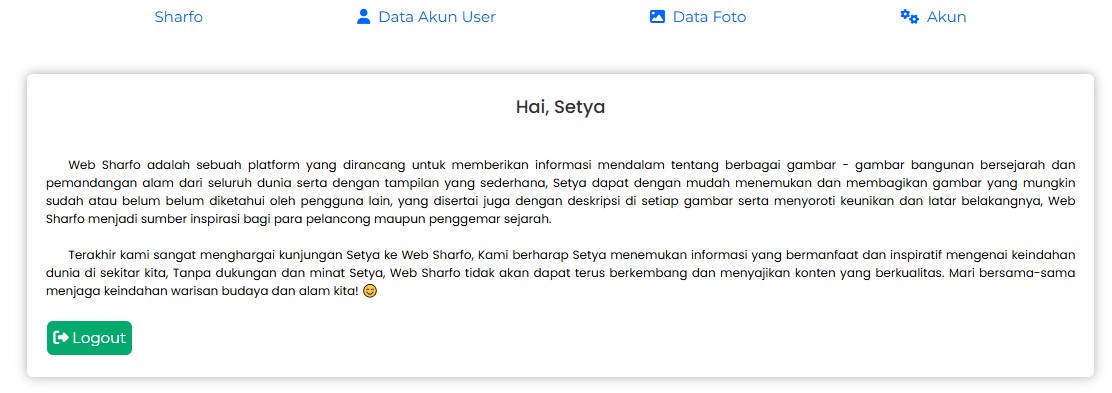 Sharfo Data Akun User Data Foto Akun
Hai, Setya
Web Sharfo adalah sebuah platform yang dirancang untuk memberikan informasi mendalam tentang berbagai gambar - gambar bangunan bersejarah dan
pemandangan alam dari seluruh dunia serta dengan tampilan yang sederhana, Setya dapat dengan mudah menemukan dan membagikan gambar yang mungkin
sudah atau belum belum diketahui oleh pengguna lain, yang disertai juga dengan deskripsi di setiap gambar serta menyoroti keunikan dan latar belakangnya, Web
Sharfo menjadi sumber inspirasi bagi para pelancong maupun penggemar sejarah.
Terakhir kami sangat menghargai kunjungan Setya ke Web Sharfo, Kami berharap Setya menemukan informasi yang bermanfaat dan inspiratif mengenai keindahan
dunia di sekitar kita, Tanpa dukungan dan minat Setya, Web Sharfo tidak akan dapat terus berkembang dan menyajikan konten yang berkualitas. Mari bersama-sama
menjaga keindahan warisan budaya dan alam kita! 😊
Logout